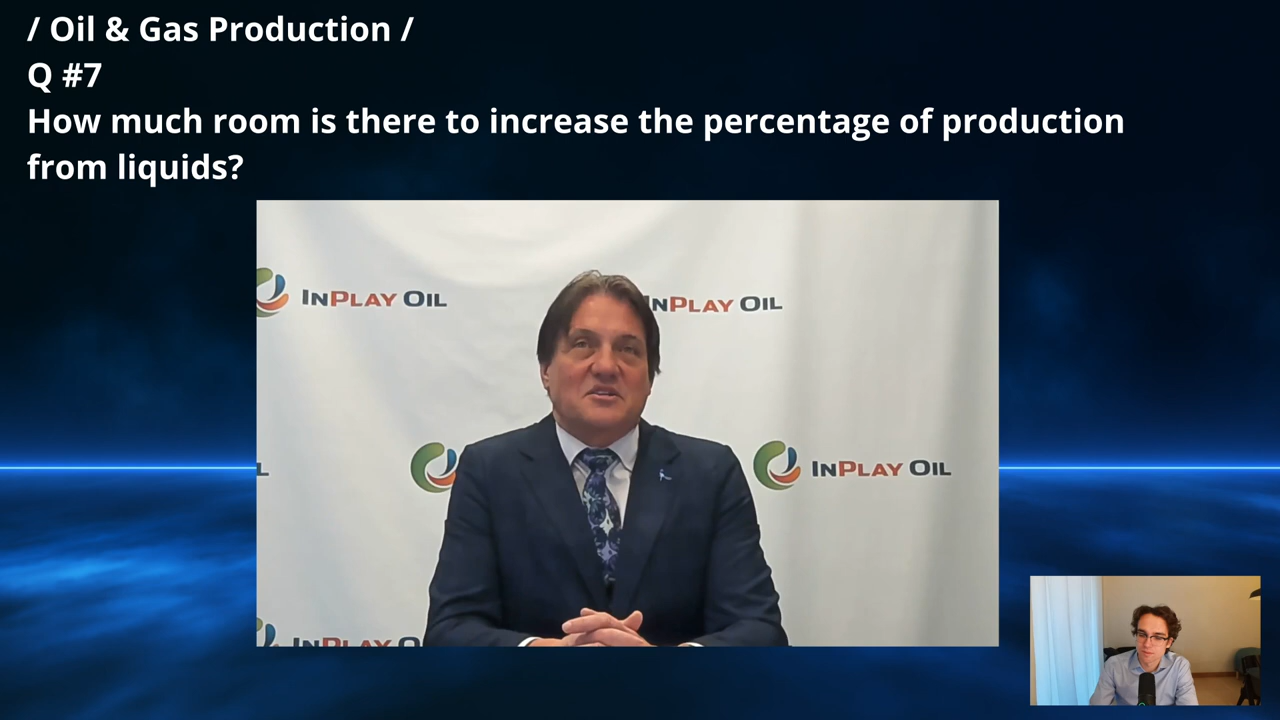 / Oil & Gas Production /
Q #7
How much room is there to increase the percentage of production
from liquids?
INPLAY OIL
INPLAY OIL
L
INPLAY OIL
INPLAY O